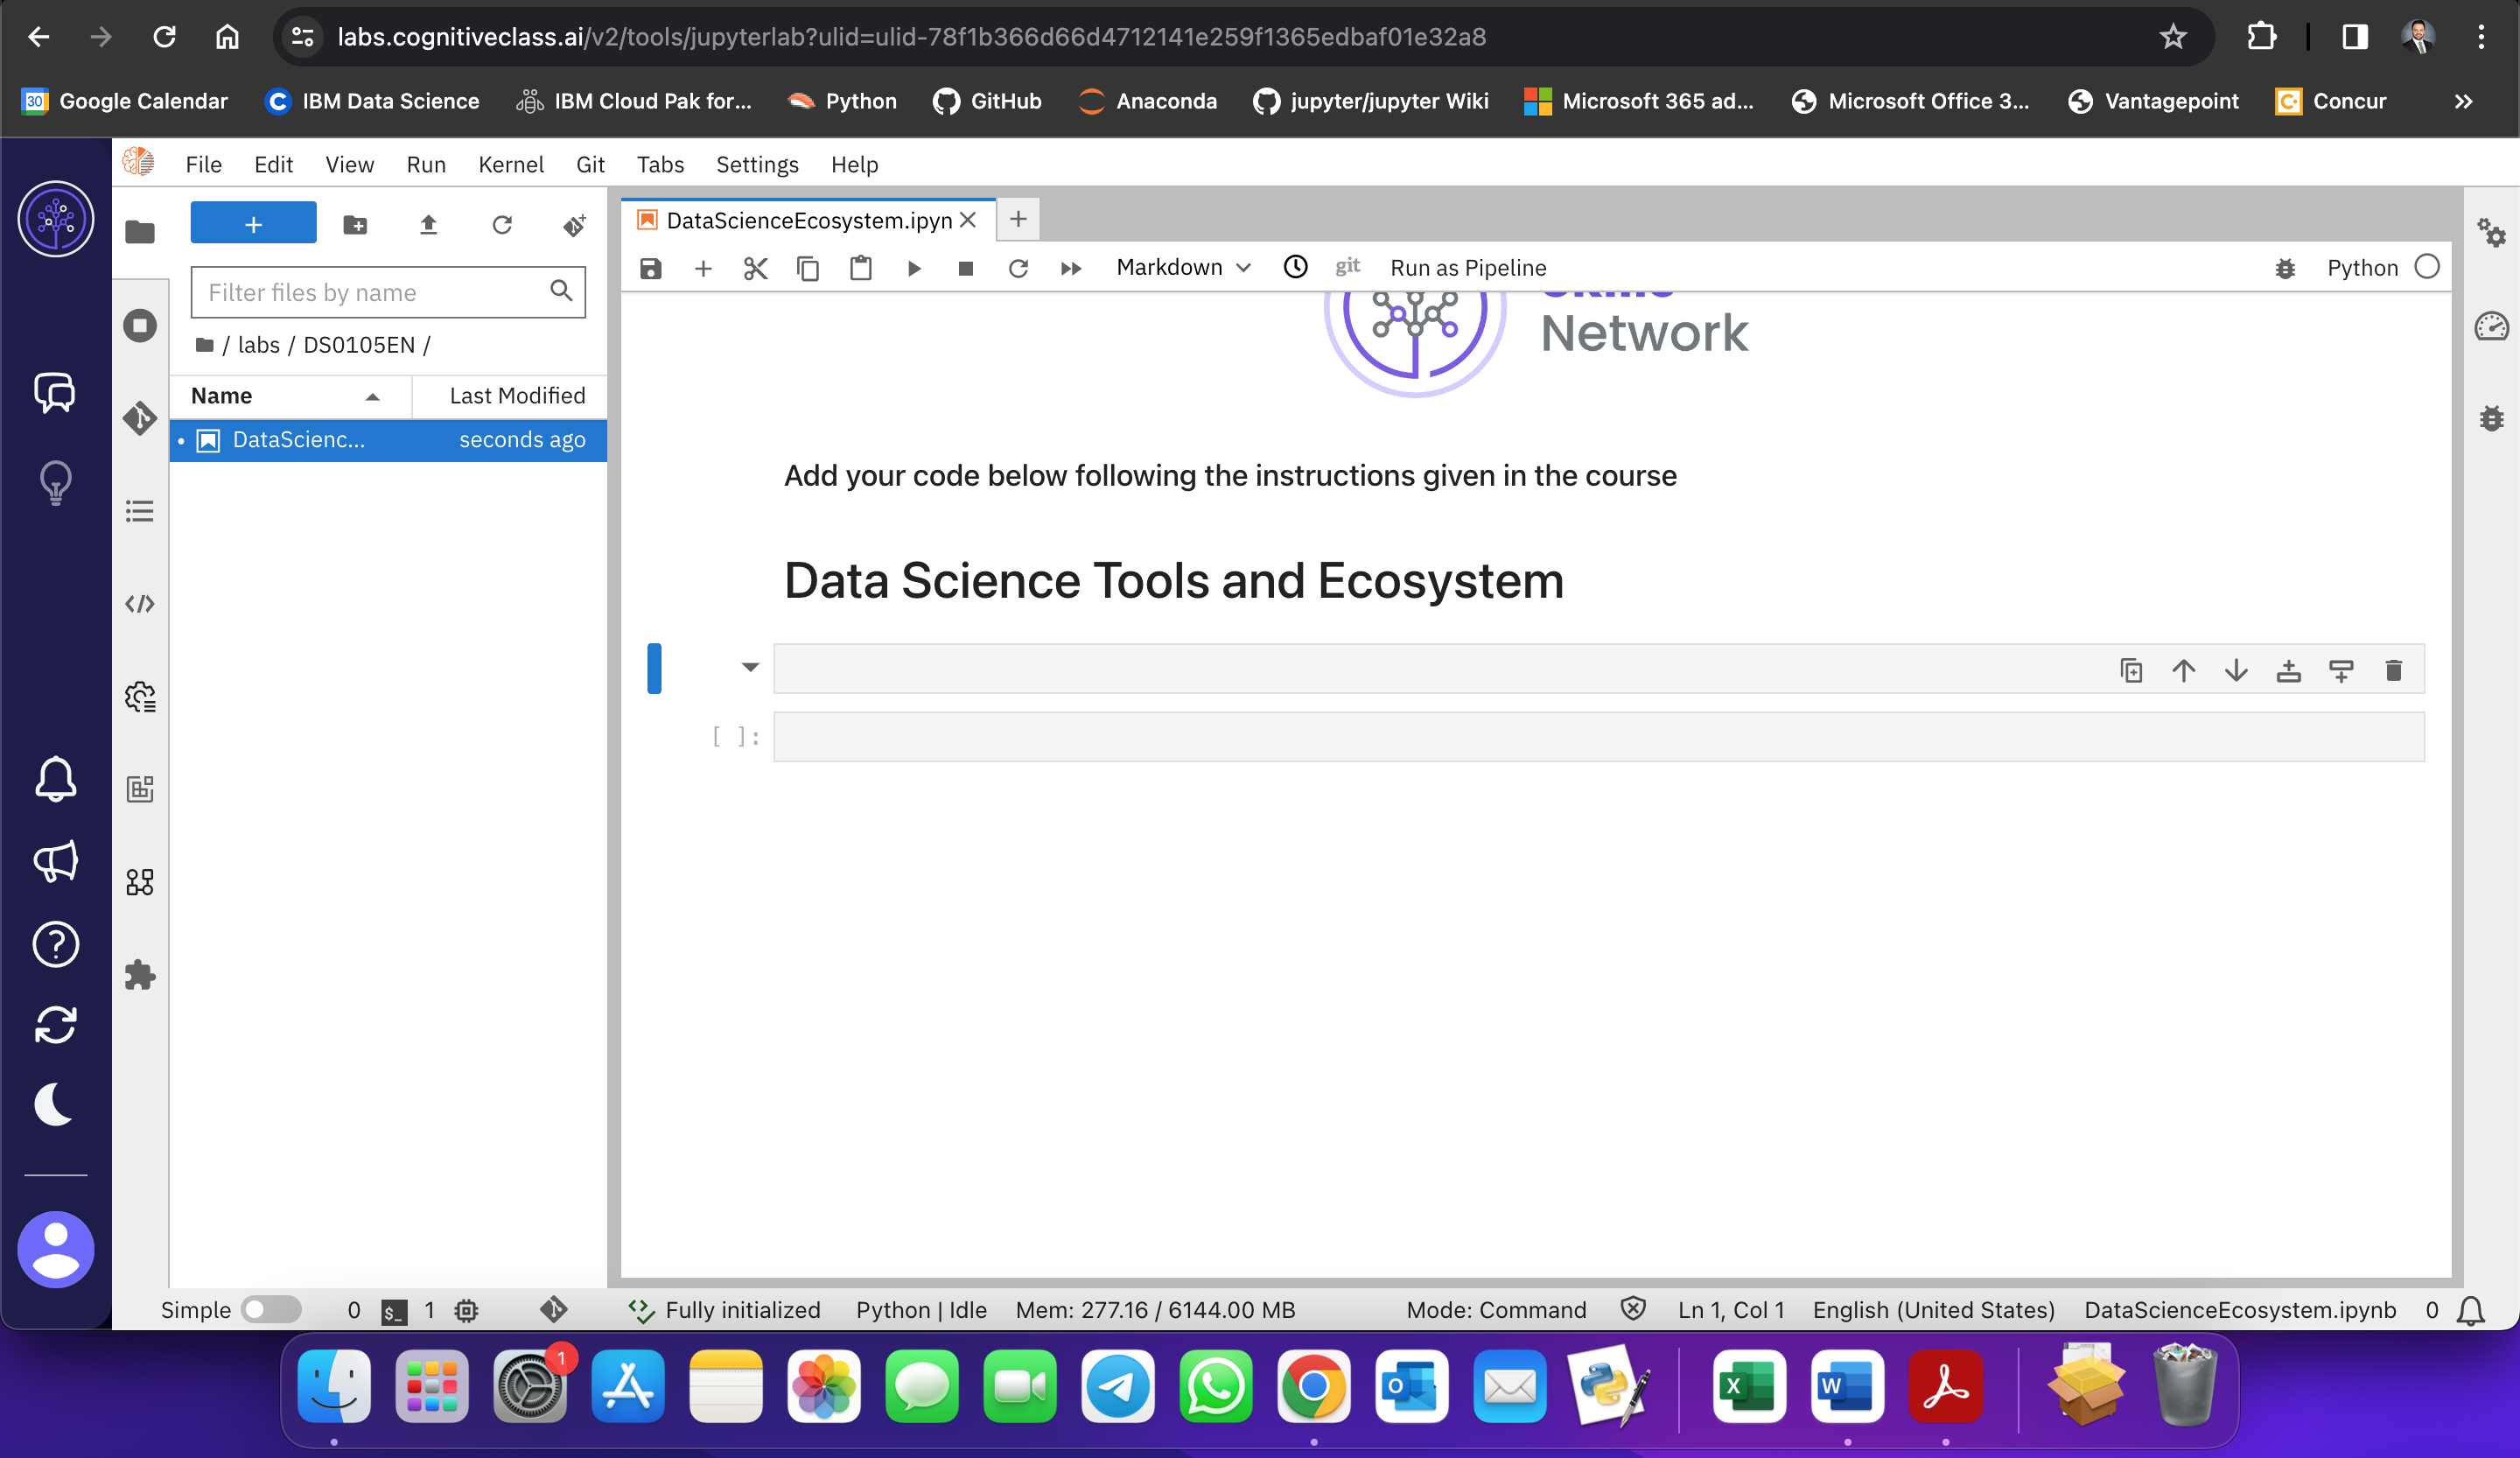 labs.cognitiveclass.ai/v2/tools/jupyterlab?ulid=ulid-78f1b366d66d4712141e259f1365edbaf01e32a8
30 Google Calendar C IBM Data Science IBM Cloud Pak for... Python GitHub Anaconda jupyter/jupyter Wiki Microsoft 365 ad... Microsoft Office 3... Vantagepoint C Concur »
File Edit View Run Kernel Git Tabs Settings Help
+
DataScienceEcosystem.ipyn
Markdown git Run as Pipeline Python
Filter files by name
/ labs / DS0105EN /
Name Last Modified
DataScienc... seconds ago
Skills
Network
Add your code below following the instructions given in the course
Data Science Tools and Ecosystem
[ ]:
Simple 0 $_ 1 Fully initialized Python | Idle Mem: 277.16 / 6144.00 MB Mode: Command Ln 1, Col 1 English (United States) DataScienceEcosystem.ipynb 0
1
O X W